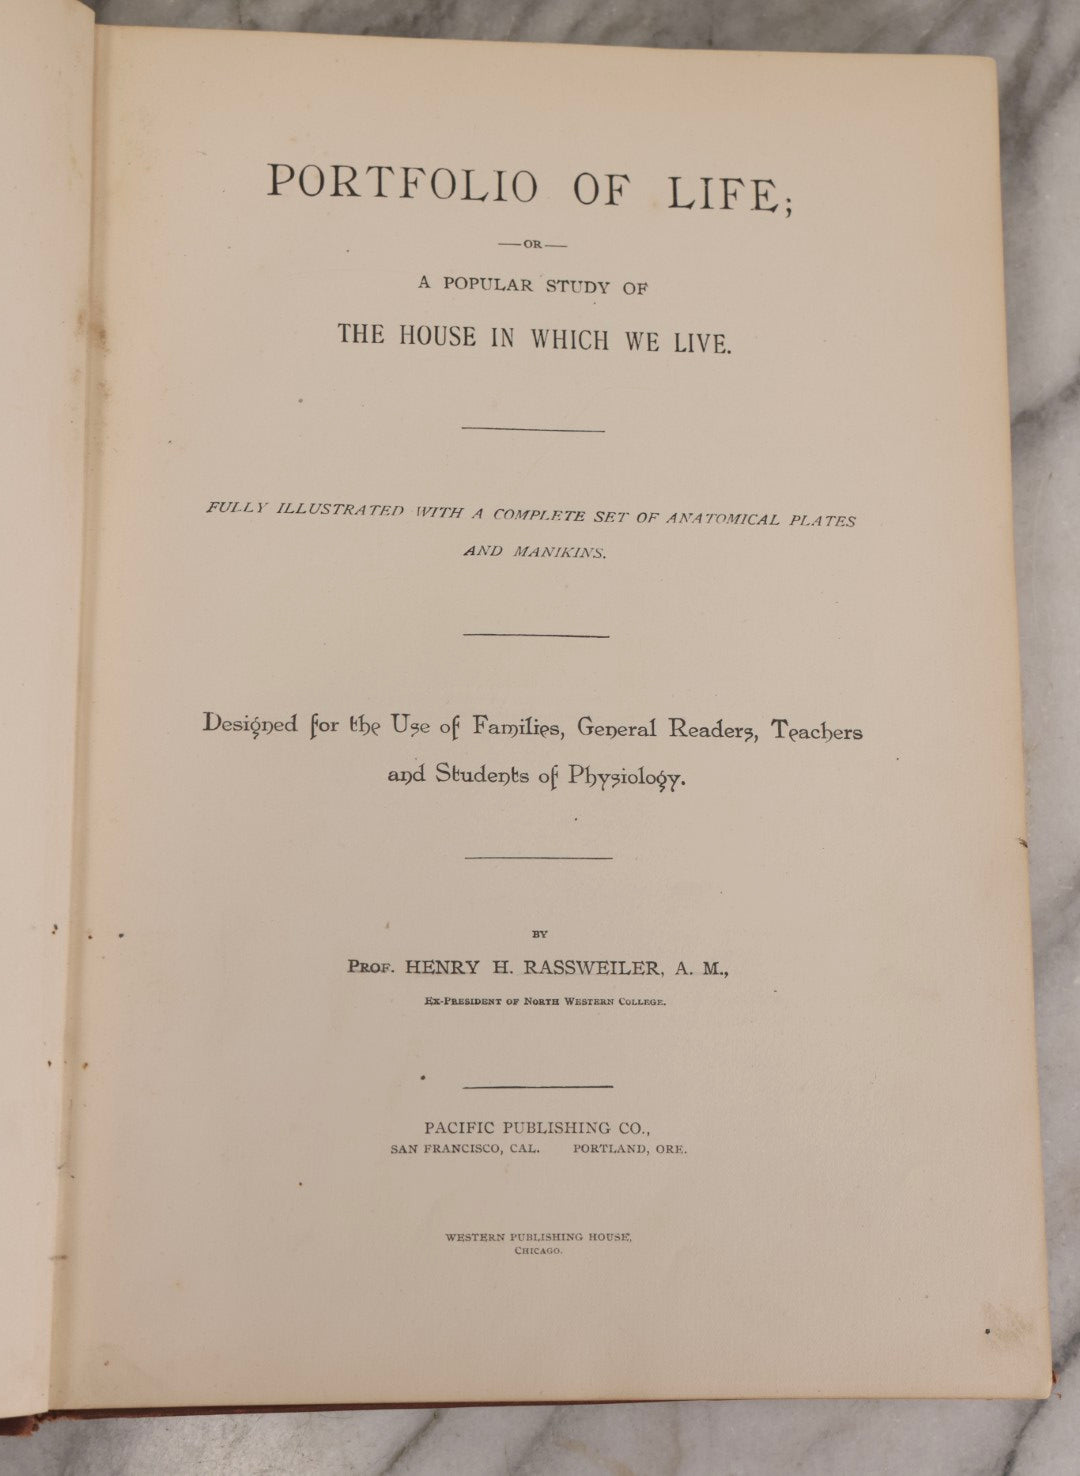 PORTFOLIO OF LIFE;
—OR—
A POPULAR STUDY OF
THE HOUSE IN WHICH WE LIVE.
FULLY ILLUSTRATED WITH A COMPLETE SET OF ANATOMICAL PLATES
AND MANIKINS.
Designed for the Use of Families, General Readers, Teachers
and Students of Physiology.
BY
PROF. HENRY H. RASSWEILER, A. M.,
EX-PRESIDENT OF NORTH WESTERN COLLEGE.
PACIFIC PUBLISHING CO.,
SAN FRANCISCO, CAL. PORTLAND, ORE.
WESTERN PUBLISHING HOUSE,
CHICAGO.